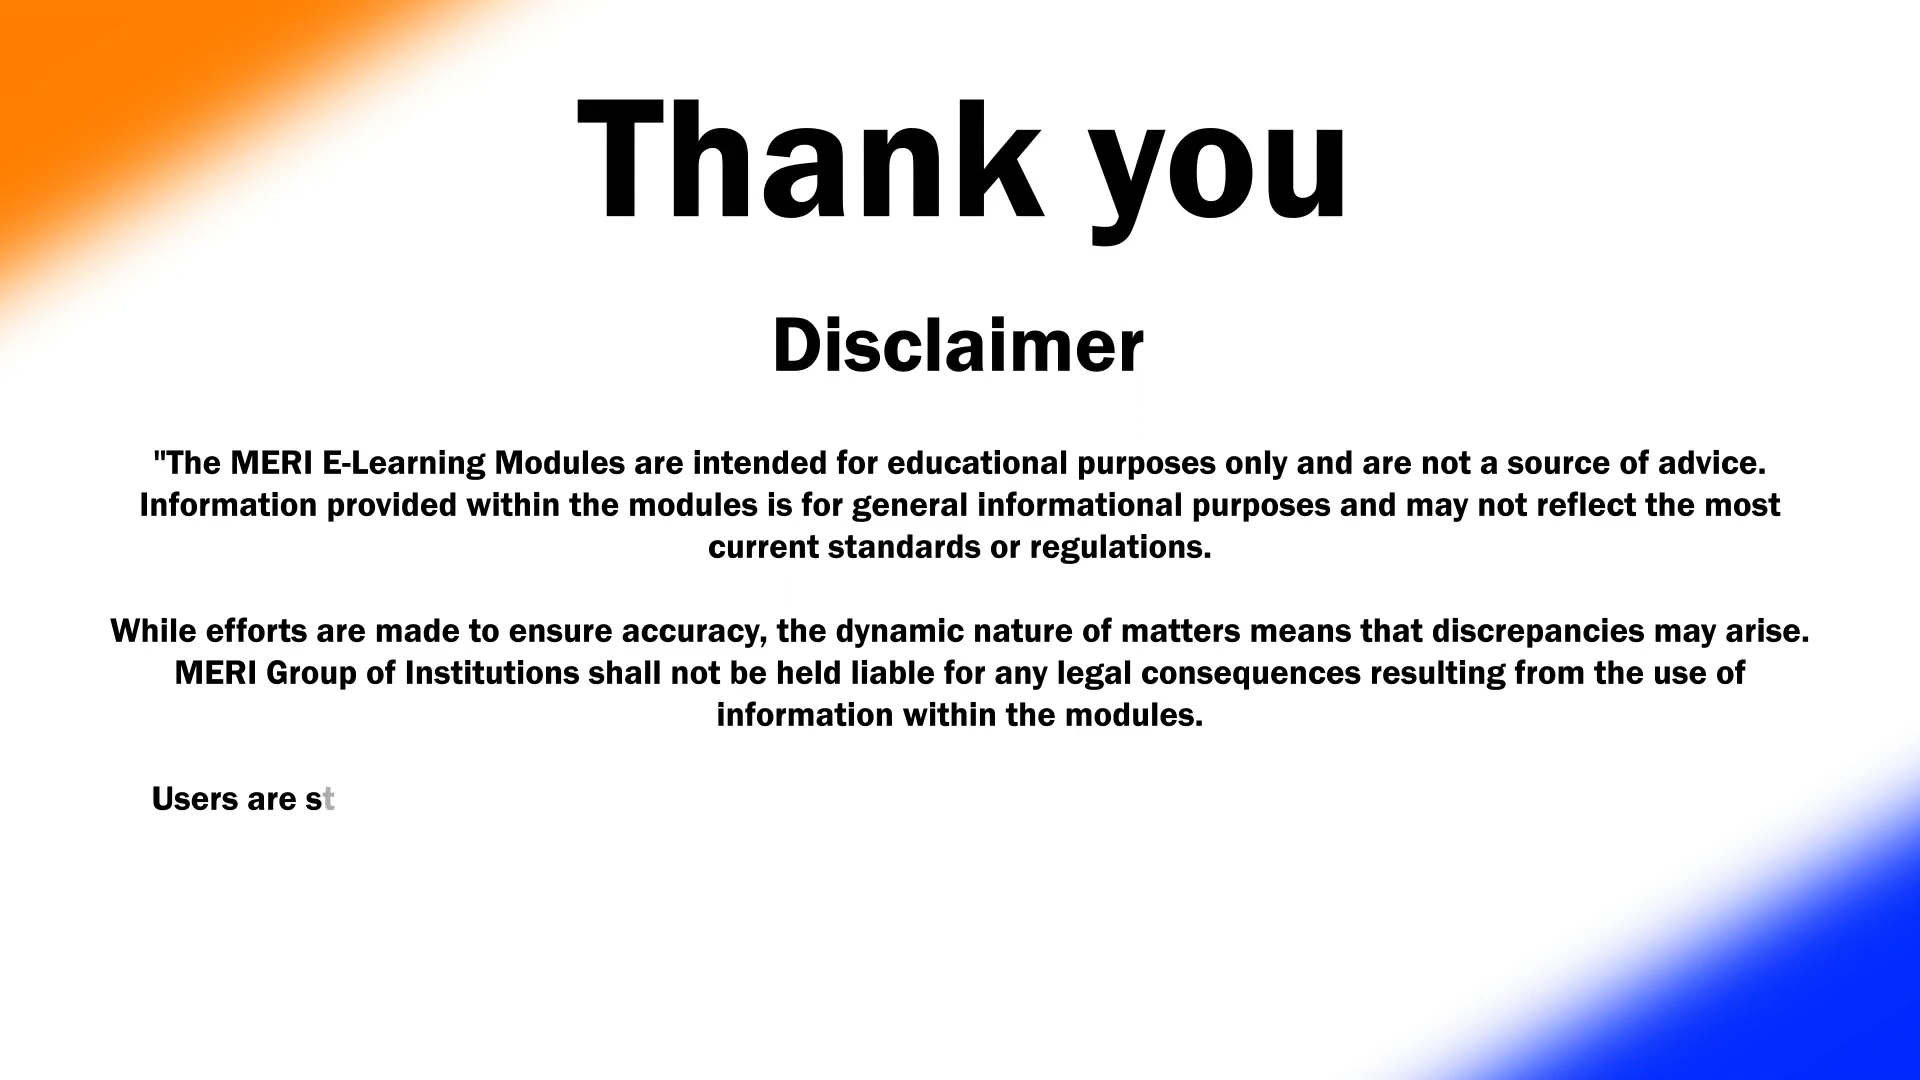 Thank you
Disclaimer
"The MERI E-Learning Modules are intended for educational purposes only and are not a source of advice.
Information provided within the modules is for general informational purposes and may not reflect the most
current standards or regulations.
While efforts are made to ensure accuracy, the dynamic nature of matters means that discrepancies may arise.
MERI Group of Institutions shall not be held liable for any legal consequences resulting from the use of
information within the modules.
Users are st